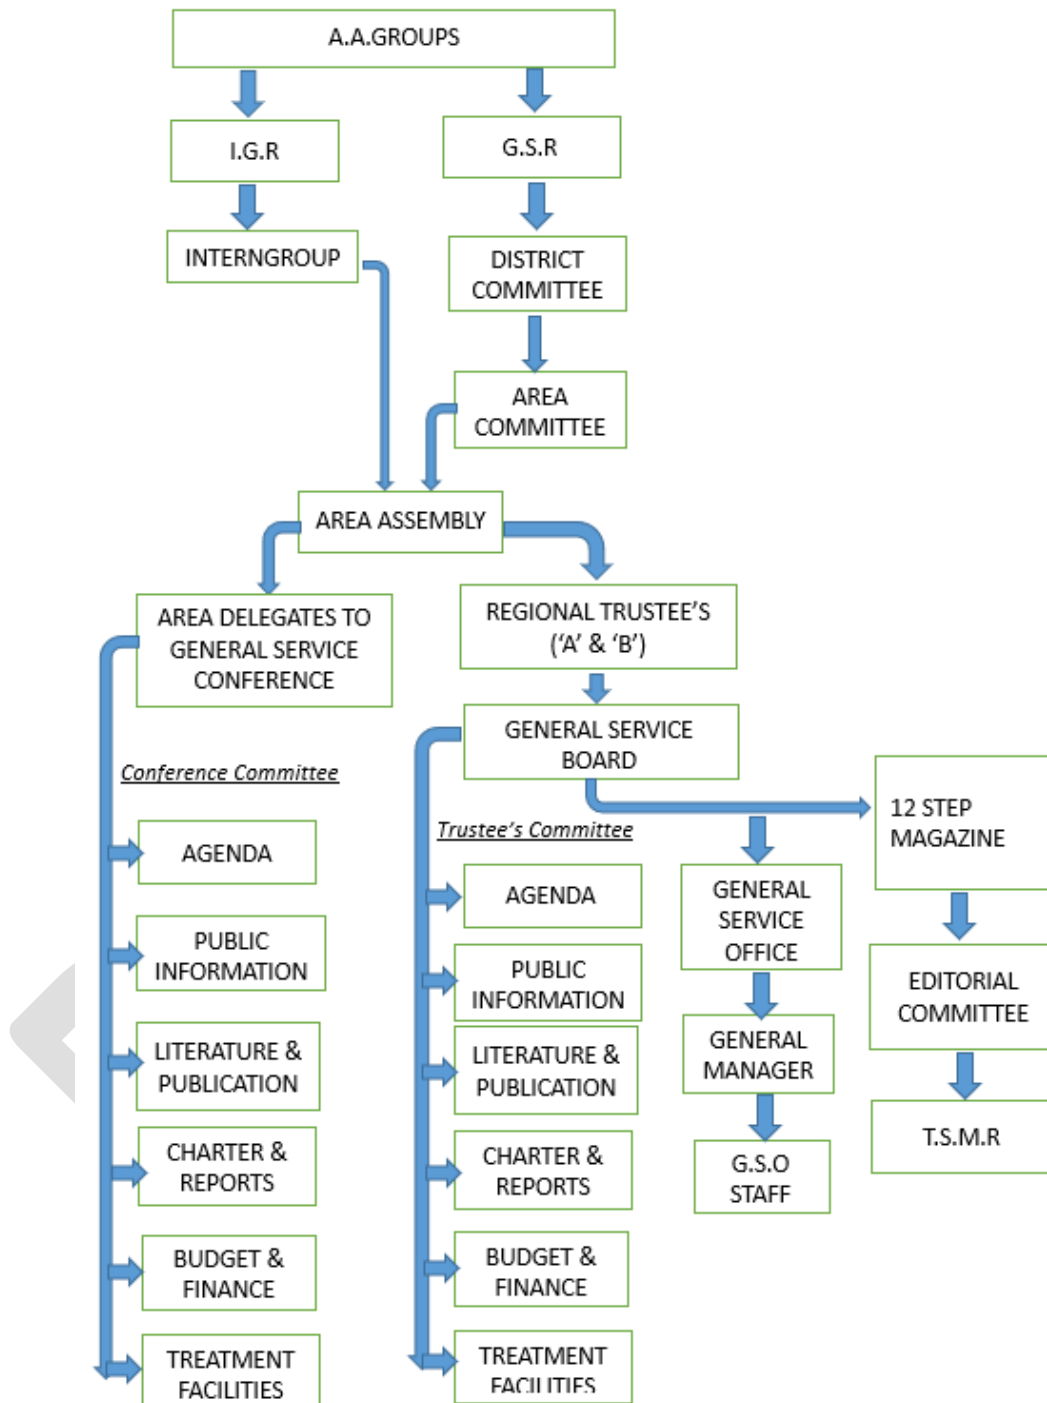 A.A.GROUPS
I.G.R
G.S.R
INTERNGROUP
DISTRICT
COMMITTEE
AREA
COMMITTEE
AREA ASSEMBLY
AREA DELEGATES TO
GENERAL SERVICE
CONFERENCE
REGIONAL TRUSTEE'S
('A' & 'B')
GENERAL SERVICE
BOARD
Conference Committee
AGENDA
PUBLIC
INFORMATION
LITERATURE &
PUBLICATION
CHARTER &
REPORTS
BUDGET &
FINANCE
TREATMENT
FACILITIES
Trustee's Committee
AGENDA
PUBLIC
INFORMATION
LITERATURE &
PUBLICATION
CHARTER &
REPORTS
BUDGET &
FINANCE
TREATMENT
FACILITIES
GENERAL
SERVICE
OFFICE
GENERAL
MANAGER
G.S.O
STAFF
12 STEP
MAGAZINE
EDITORIAL
COMMITTEE
T.S.M.R